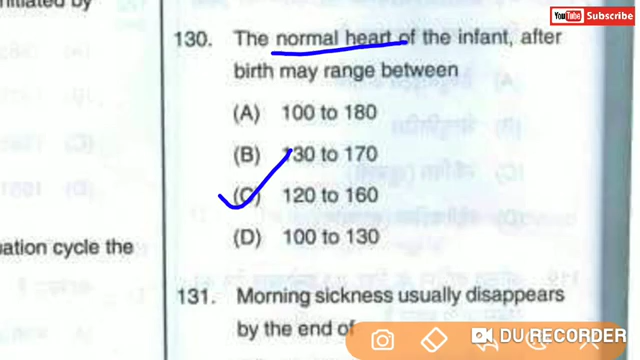 nitiated by
YouTube Subscribe
130. The normal heart of the infant, after
birth may range between
(A) 100 to 180
(B) 130 to 170
(C) 120 to 160
(D) 100 to 130
uation cycle the
131. Morning sickness usually disappears
by the end of
DU RECORDER